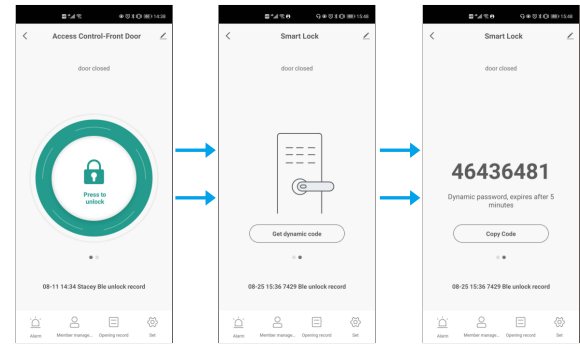 14:38
Access Control-Front Door
door closed
Press to
unlock
08-11 14:34 Stacey Ble unlock record
Alarm
Member manage...
Opening record
Set
15:48
Smart Lock
door closed
Get dynamic code
08-25 15:36 7429 Ble unlock record
Alarm
Member manage...
Opening record
Set
15:48
Smart Lock
door closed
46436481
Dynamic password, expires after 5
minutes
Copy Code
08-25 15:36 7429 Ble unlock record
Alarm
Member manage...
Opening record
Set